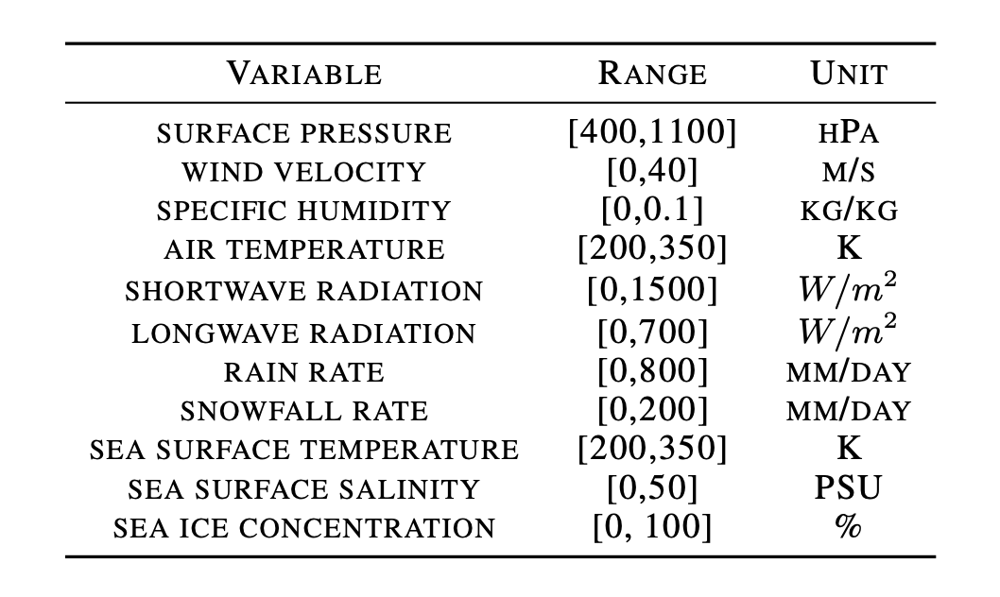 VARIABLE RANGE UNIT
SURFACE PRESSURE [400,1100] HPA
WIND VELOCITY [0,40] M/S
SPECIFIC HUMIDITY [0,0.1] KG/KG
AIR TEMPERATURE [200,350] K
SHORTWAVE RADIATION [0,1500] W/m²
LONGWAVE RADIATION [0,700] W/m²
RAIN RATE [0,800] MM/DAY
SNOWFALL RATE [0,200] MM/DAY
SEA SURFACE TEMPERATURE [200,350] K
SEA SURFACE SALINITY [0,50] PSU
SEA ICE CONCENTRATION [0, 100] %